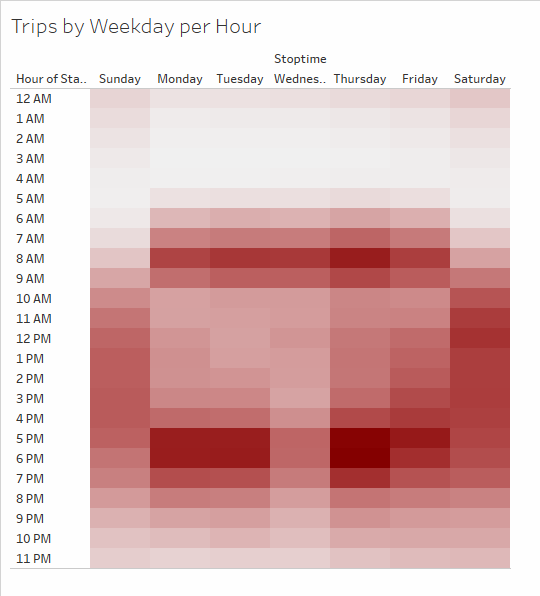 Trips by Weekday per Hour
Stoptime
Hour of Sta.. Sunday Monday Tuesday Wednes.. Thursday Friday Saturday
12 AM
1 AM
2 AM
3 AM
4 AM
5 AM
6 AM
7 AM
8 AM
9 AM
10 AM
11 AM
12 PM
1 PM
2 PM
3 PM
4 PM
5 PM
6 PM
7 PM
8 PM
9 PM
10 PM
11 PM